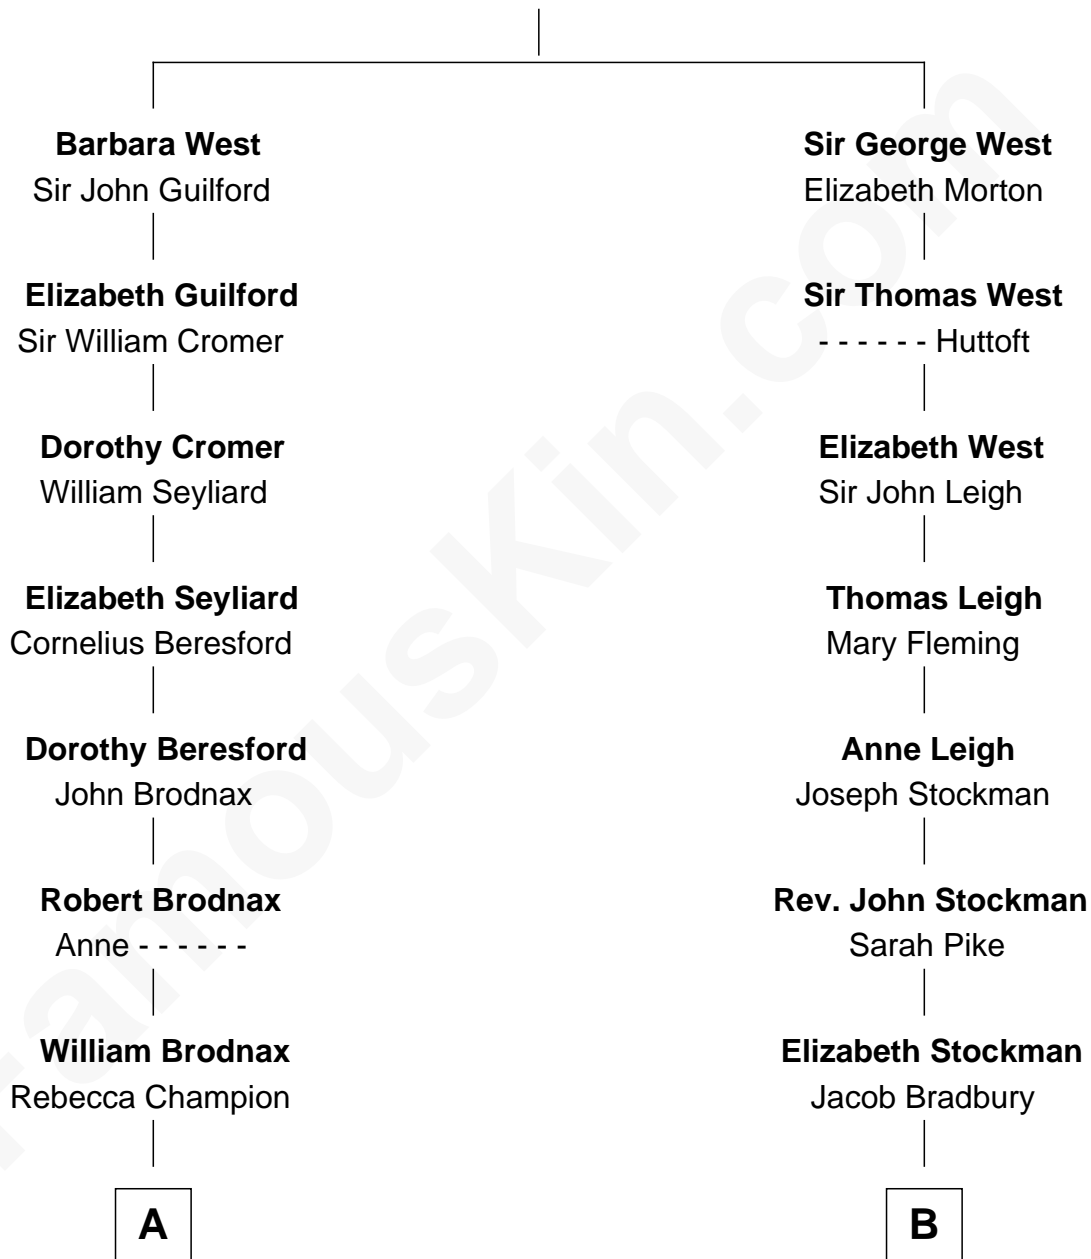 Barbara West
Sir John Guilford
Elizabeth Guilford
Sir William Cromer
Dorothy Cromer
William Seyliard
Elizabeth Seyliard
Cornelius Beresford
Dorothy Beresford
John Brodnax
Robert Brodnax
Anne - - - - - -
William Brodnax
Rebecca Champion
A
Sir George West
Elizabeth Morton
Sir Thomas West
- - - - - - Huttoft
Elizabeth West
Sir John Leigh
Thomas Leigh
Mary Fleming
Anne Leigh
Joseph Stockman
Rev. John Stockman
Sarah Pike
Elizabeth Stockman
Jacob Bradbury
B
FamousKin.com